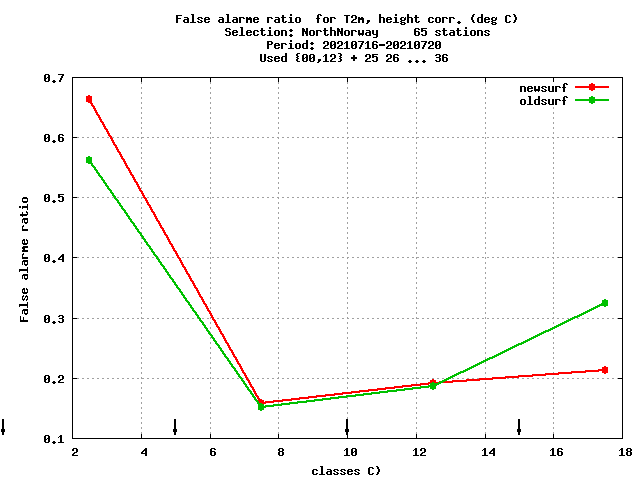 False alarme ratio  for T2m, height corr. (deg C)
Selection: NorthNorway     65 stations
Period: 20210716-20210720
Used {00,12} + 25 26 ... 36
newsurf
oldsurf
False alarme ratio
0.7
0.6
0.5
0.4
0.3
0.2
0.1
2 4 6 8 10 12 14 16 18
classes C)